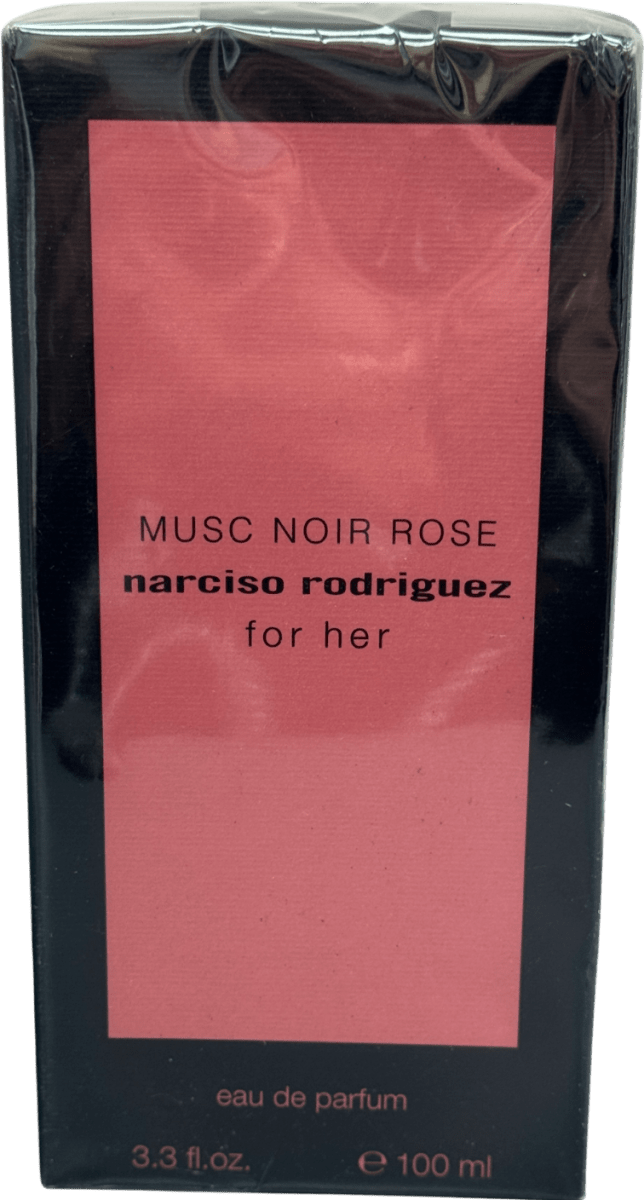 MUSC NOIR ROSE
narciso rodriguez
for her
eau de parfum
3.3 fl.oz. ℮ 100 ml